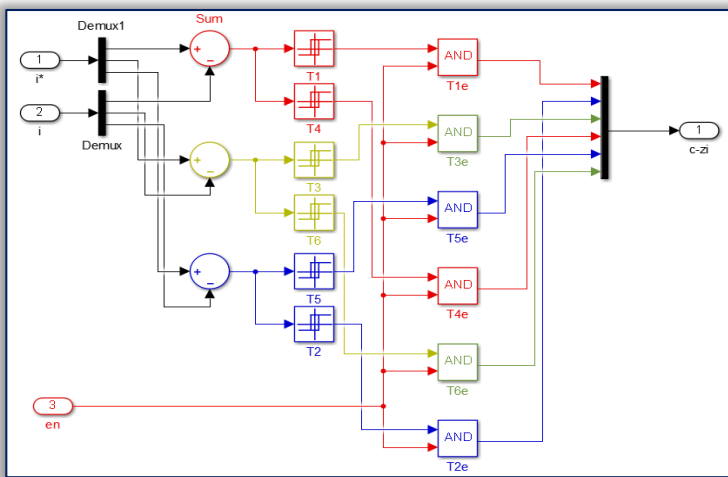 Demux1
Sum
1
i*
2
i
Demux
T1
T4
T3
T6
T5
T2
3
en
AND
T1e
AND
T3e
AND
T5e
AND
T4e
AND
T6e
AND
T2e
1
c-zi